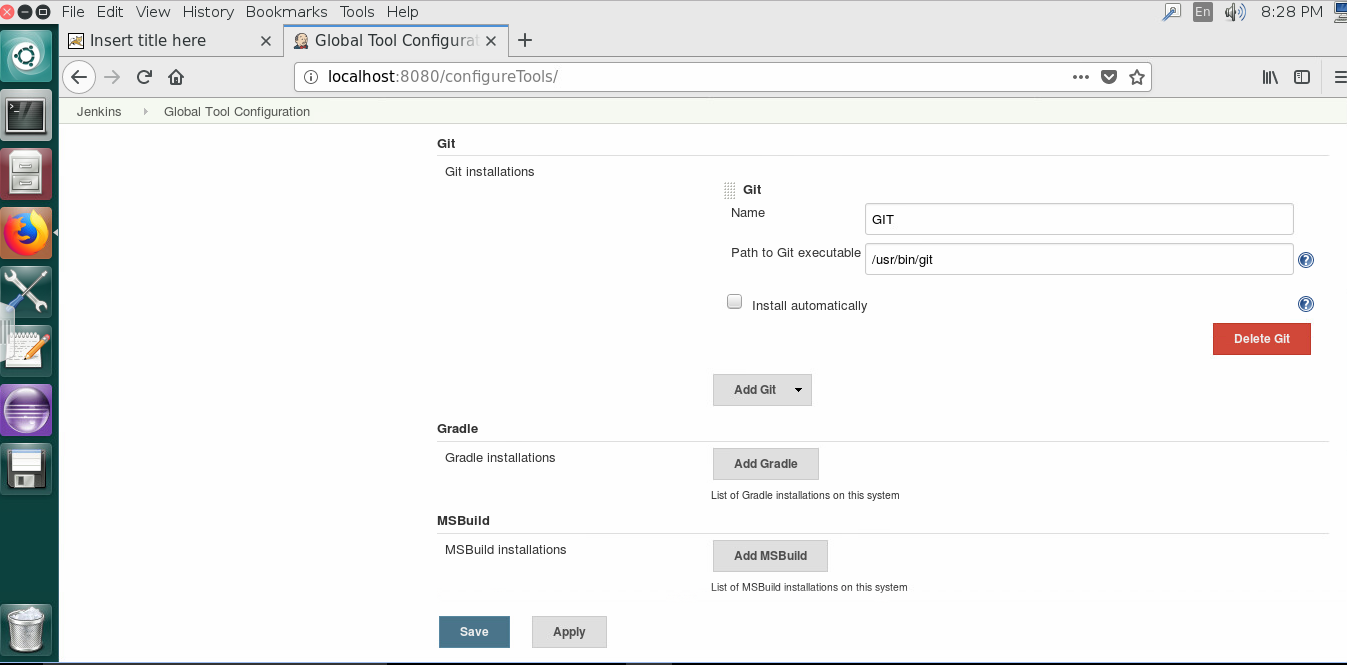 File Edit View History Bookmarks Tools Help
En 8:28 PM
Insert title here
Global Tool Configurat
localhost:8080/configureTools/
Jenkins Global Tool Configuration
Git
Git installations
Git
Name GIT
Path to Git executable /usr/bin/git
Install automatically
Delete Git
Add Git
Gradle
Gradle installations Add Gradle
List of Gradle installations on this system
MSBuild
MSBuild installations Add MSBuild
List of MSBuild installations on this system
Save Apply